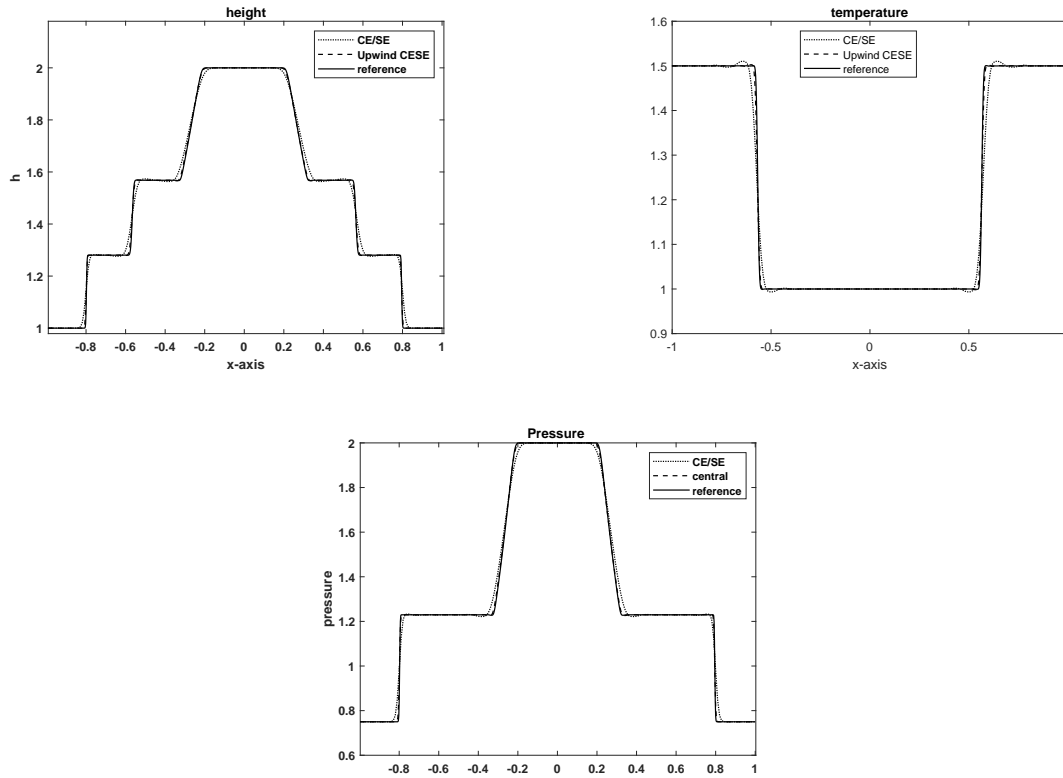 height
CE/SE
Upwind CESE
reference
h
2
1.8
1.6
1.4
1.2
1
-0.8 -0.6 -0.4 -0.2 0 0.2 0.4 0.6 0.8 1
x-axis
temperature
CE/SE
Upwind CESE
reference
1.6
1.5
1.4
1.3
1.2
1.1
1
0.9
-1 -0.5 0 0.5
x-axis
Pressure
CE/SE
central
reference
pressure
2
1.8
1.6
1.4
1.2
1
0.8
0.6
-0.8 -0.6 -0.4 -0.2 0 0.2 0.4 0.6 0.8 1